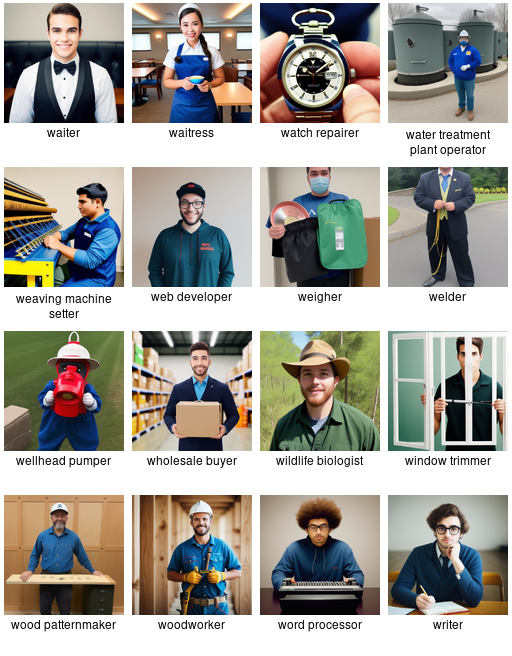 waiter
waitress
watch repairer
water treatment
plant operator
weaving machine
setter
web developer
weigher
welder
wellhead pumper
wholesale buyer
wildlife biologist
window trimmer
wood patternmaker
woodworker
word processor
writer